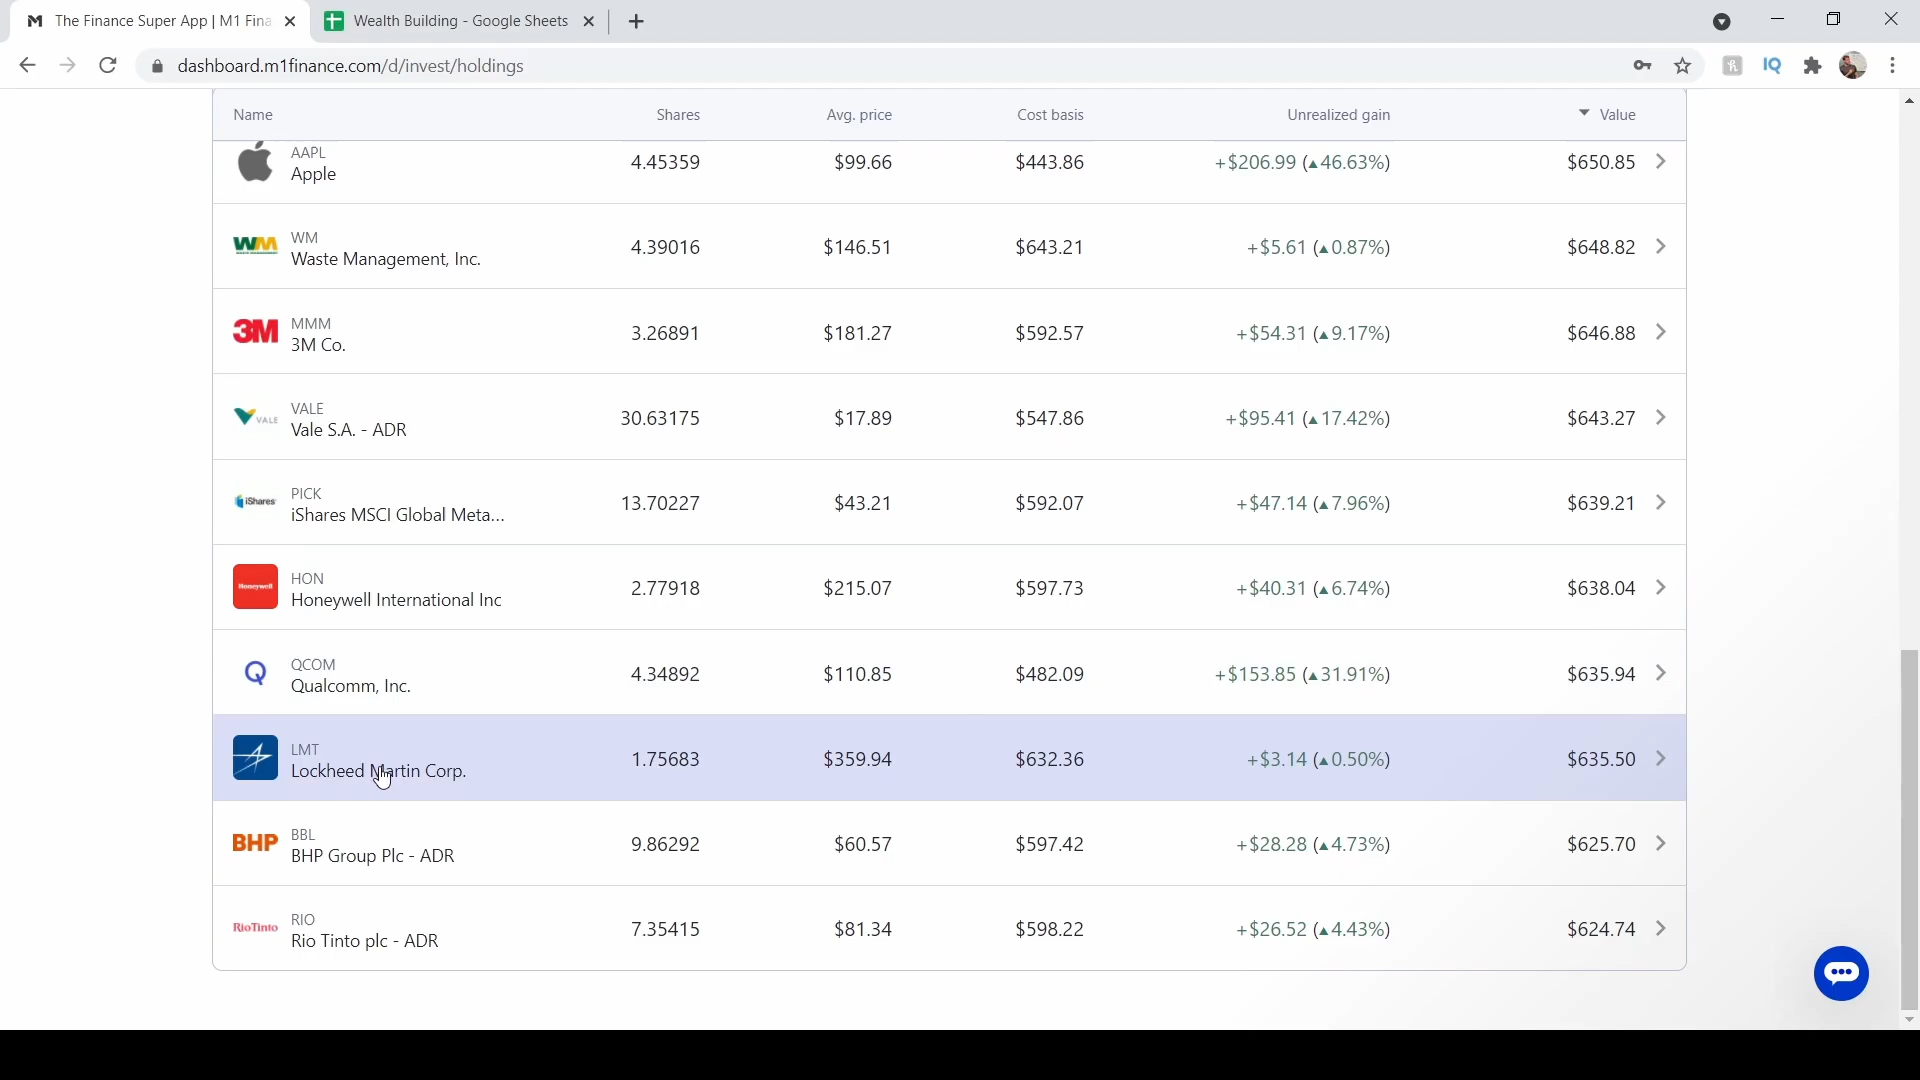 The Finance Super App | M1 Fina
Wealth Building - Google Sheets
dashboard.m1finance.com/d/invest/holdings
IQ
Name Shares Avg. price Cost basis Unrealized gain Value
AAPL
Apple
4.45359 $99.66 $443.86 +$206.99 (▲46.63%) $650.85
WM
WM
Waste Management, Inc.
4.39016 $146.51 $643.21 +$5.61 (▲0.87%) $648.82
3M
MMM
3M Co.
3.26891 $181.27 $592.57 +$54.31 (▲9.17%) $646.88
VALE
VALE
Vale S.A. - ADR
30.63175 $17.89 $547.86 +$95.41 (▲17.42%) $643.27
iShares
PICK
iShares MSCI Global Meta...
13.70227 $43.21 $592.07 +$47.14 (▲7.96%) $639.21
Honeywell
HON
Honeywell International Inc
2.77918 $215.07 $597.73 +$40.31 (▲6.74%) $638.04
QCOM
Qualcomm, Inc.
4.34892 $110.85 $482.09 +$153.85 (▲31.91%) $635.94
LMT
Lockheed Martin Corp.
1.75683 $359.94 $632.36 +$3.14 (▲0.50%) $635.50
BHP
BBL
BHP Group Plc - ADR
9.86292 $60.57 $597.42 +$28.28 (▲4.73%) $625.70
RioTinto
RIO
Rio Tinto plc - ADR
7.35415 $81.34 $598.22 +$26.52 (▲4.43%) $624.74